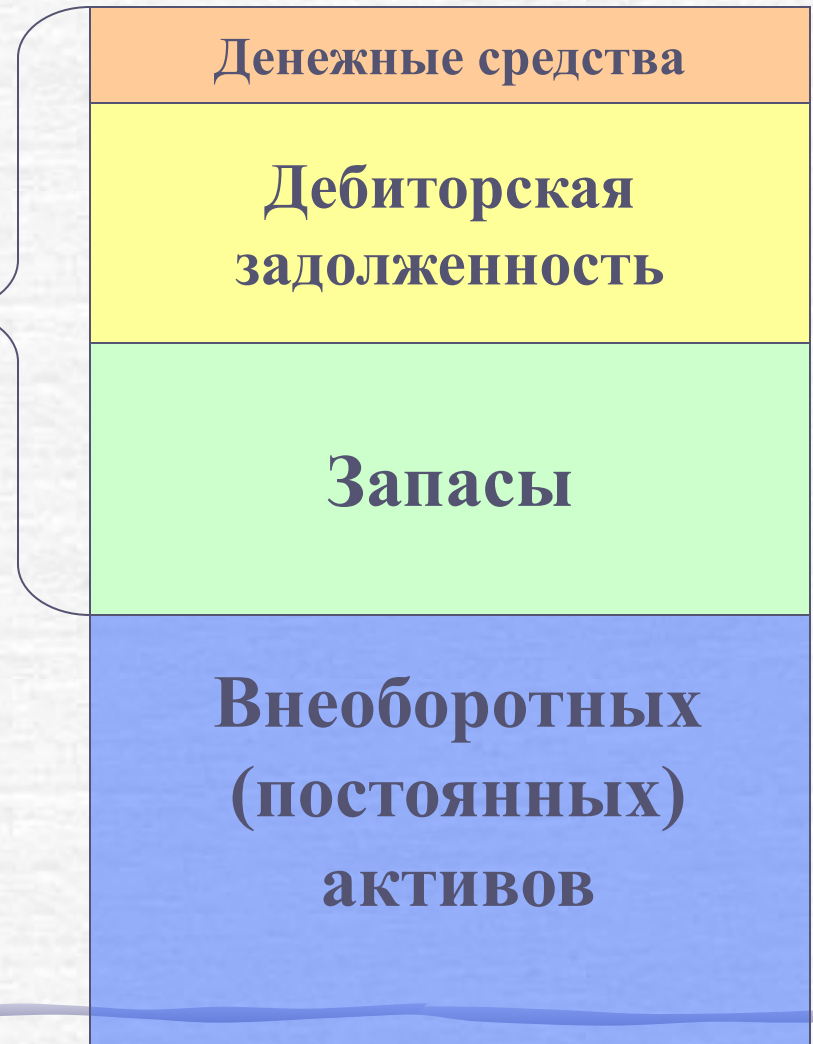 Денежные средства
Дебиторская
задолженность
Запасы
Внеоборотных
(постоянных)
активов